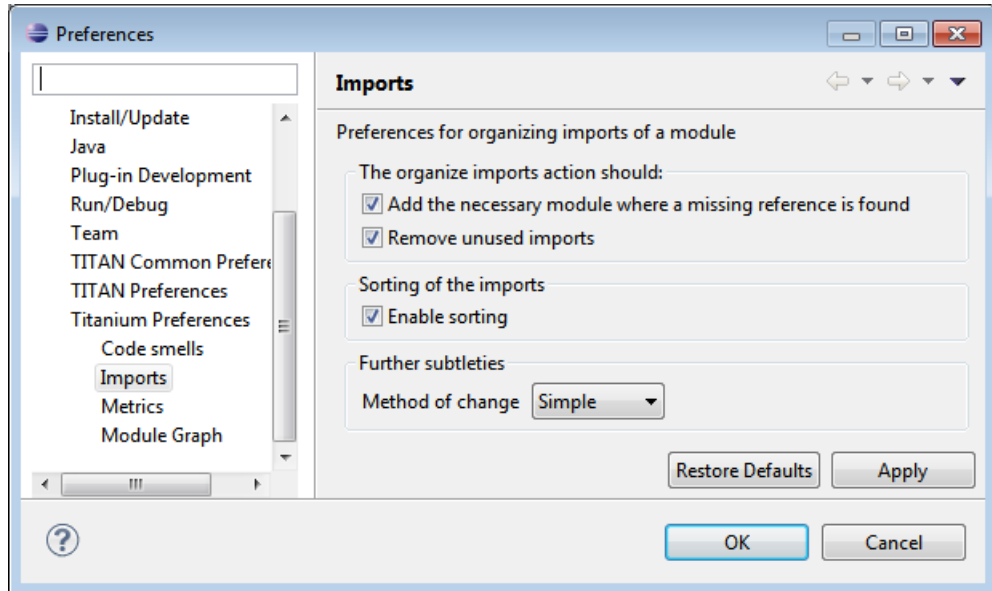 Preferences
Imports
Install/Update
Java
Plug-in Development
Run/Debug
Team
TITAN Common Prefere
TITAN Preferences
Titanium Preferences
Code smells
Imports
Metrics
Module Graph
Preferences for organizing imports of a module
The organize imports action should:
Add the necessary module where a missing reference is found
Remove unused imports
Sorting of the imports
Enable sorting
Further subtleties
Method of change Simple
Restore Defaults Apply
? OK Cancel